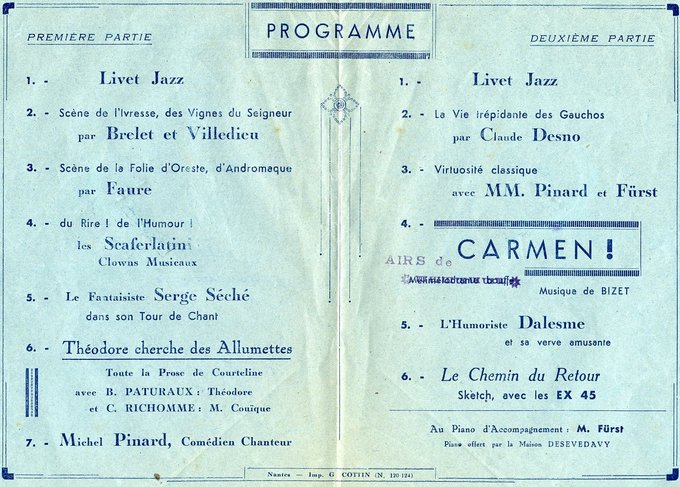 PROGRAMME
PREMIÈRE PARTIE
1. - Livet Jazz
2. - Scène de l'Ivresse, des Vignes du Seigneur
par Brelet et Villedieu
3. - Scène de la Folie d'Oreste, d'Andromaque
par Faure
4. - du Rire ! de l'Humour !
les Scaferlatini
Clowns Musicaux
5. - Le Fantaisiste Serge Séché
dans son Tour de Chant
6. - Théodore cherche des Allumettes
Toute la Prose de Courteline
avec B. PATURAUX : Théodore
et C. RICHOMME : M. Couïque
7. - Michel Pinard, Comédien Chanteur
DEUXIÈME PARTIE
1. - Livet Jazz
2. - La Vie trépidante des Gauchos
par Claude Desno
3. - Virtuosité classique
avec MM. Pinard et Fürst
4. -
AIRS de CARMEN !
Musique de BIZET
5. - L'Humoriste Dalesme
et sa verve amusante
6. - Le Chemin du Retour
Sketch, avec les EX 45
Au Piano d'Accompagnement : M. Fürst
Piano offert par la Maison DESEVEDAVY
Nantes — Imp. G. COTTIN (N. 120-124)